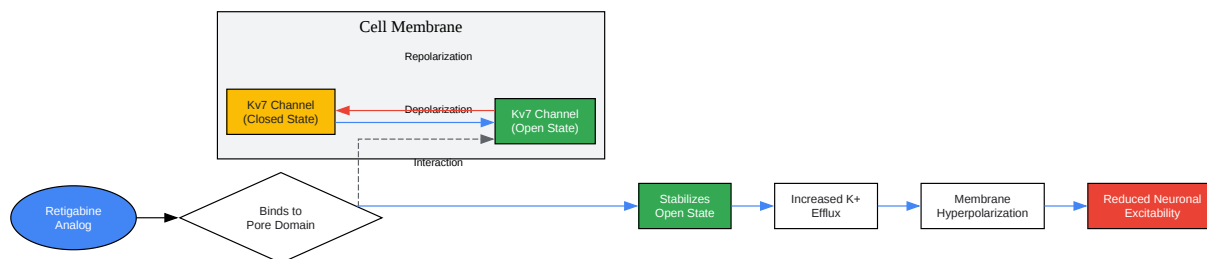 Cell Membrane
Repolarization
Kv7 Channel
(Closed State)
Depolarization
Kv7 Channel
(Open State)
Interaction
Retigabine
Analog
Binds to
Pore Domain
Stabilizes
Open State
Increased K+
Efflux
Membrane
Hyperpolarization
Reduced Neuronal
Excitability